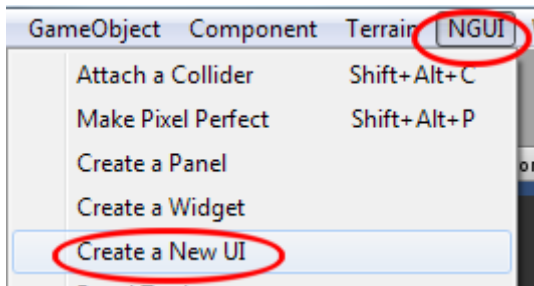 GameObject Component Terrain NGUI
Attach a Collider Shift+Alt+C
Make Pixel Perfect Shift+Alt+P
Create a Panel
Create a Widget
Create a New UI